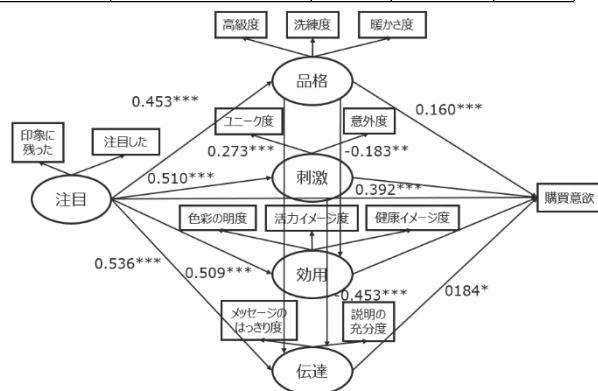 高級度
洗練度
暖かさ度
品格
0.453***
0.160***
印象に
残った
注目した
ユニーク度
意外度
0.273***
-0.183**
0.510***
刺激
0.392***
注目
購買意欲
色彩の明度
活力イメージ度
健康イメージ度
0.536***
0.509***
効用
-0.453***
0184*
メッセージの
はっきり度
説明の
充分度
伝達